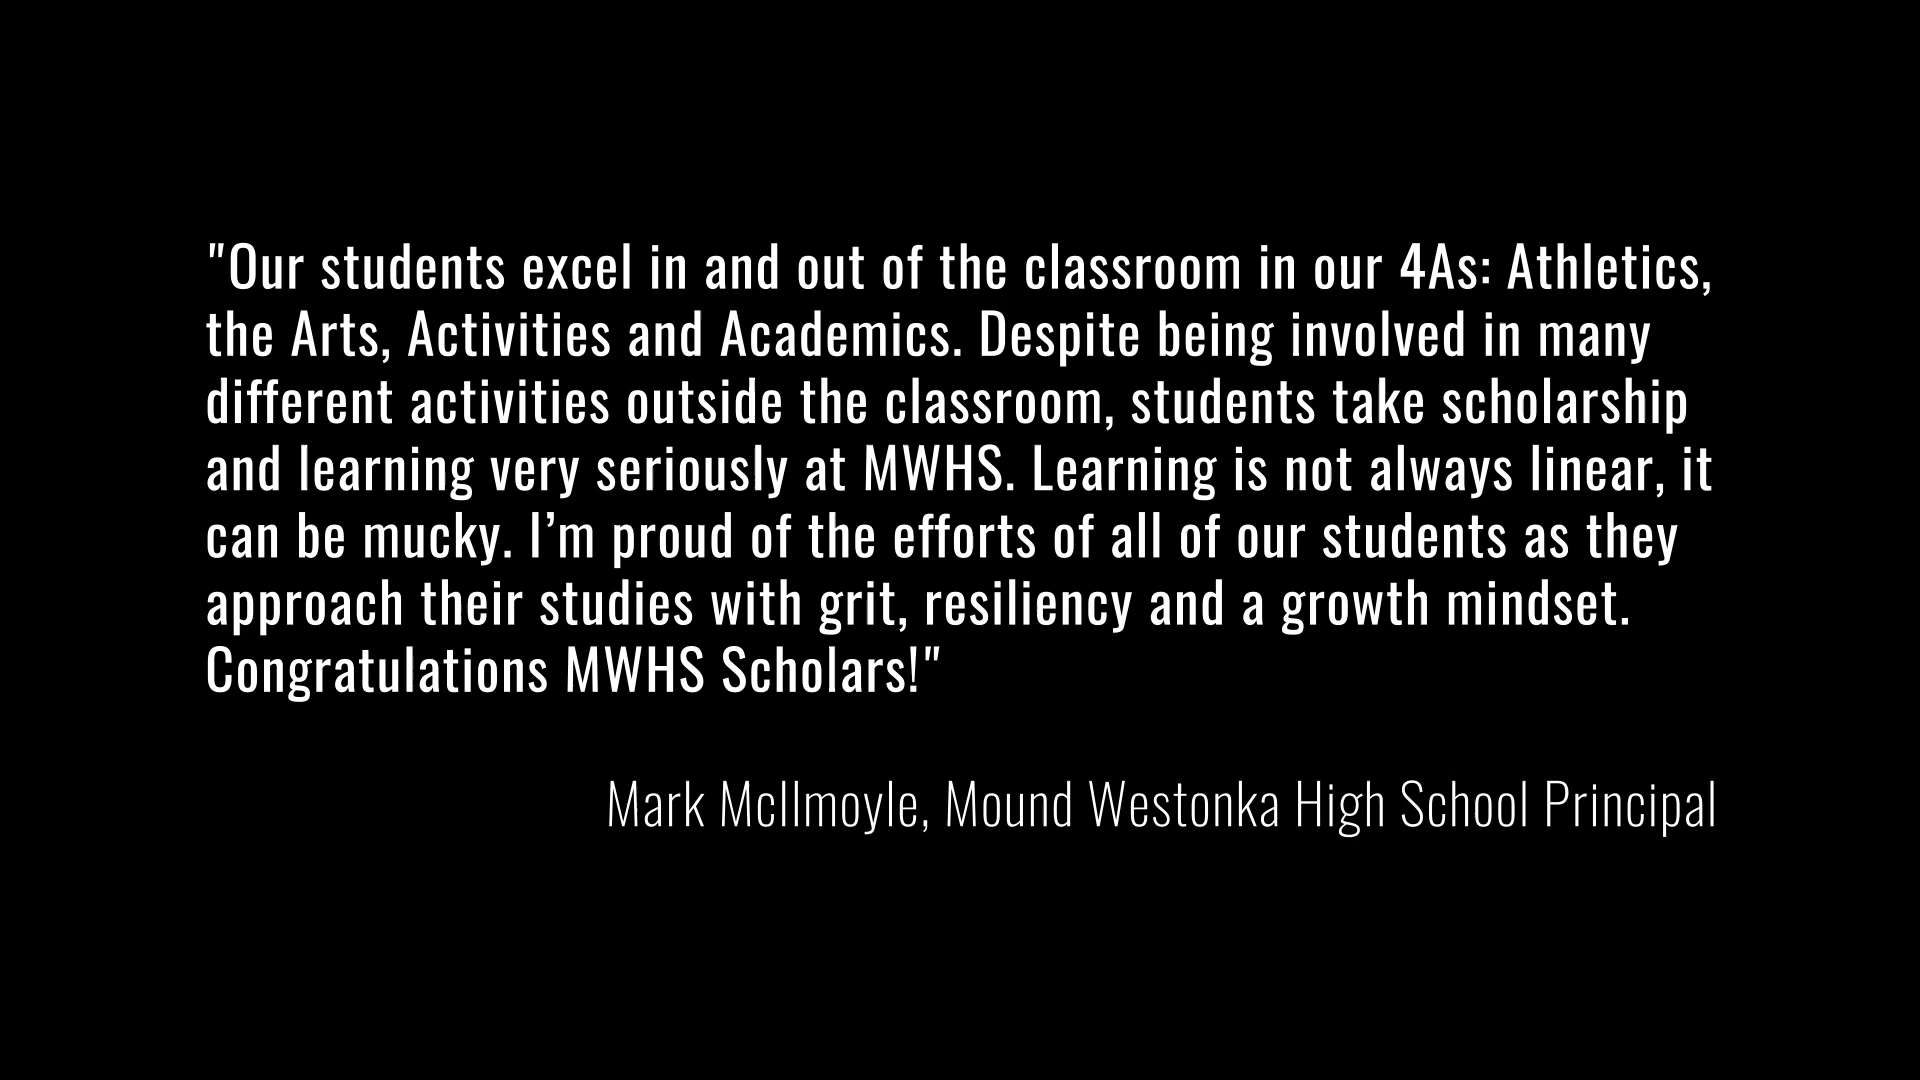 "Our students excel in and out of the classroom in our 4As: Athletics,
the Arts, Activities and Academics. Despite being involved in many
different activities outside the classroom, students take scholarship
and learning very seriously at MWHS. Learning is not always linear, it
can be mucky. I’m proud of the efforts of all of our students as they
approach their studies with grit, resiliency and a growth mindset.
Congratulations MWHS Scholars!"
Mark McIlmoyle, Mound Westonka High School Principal